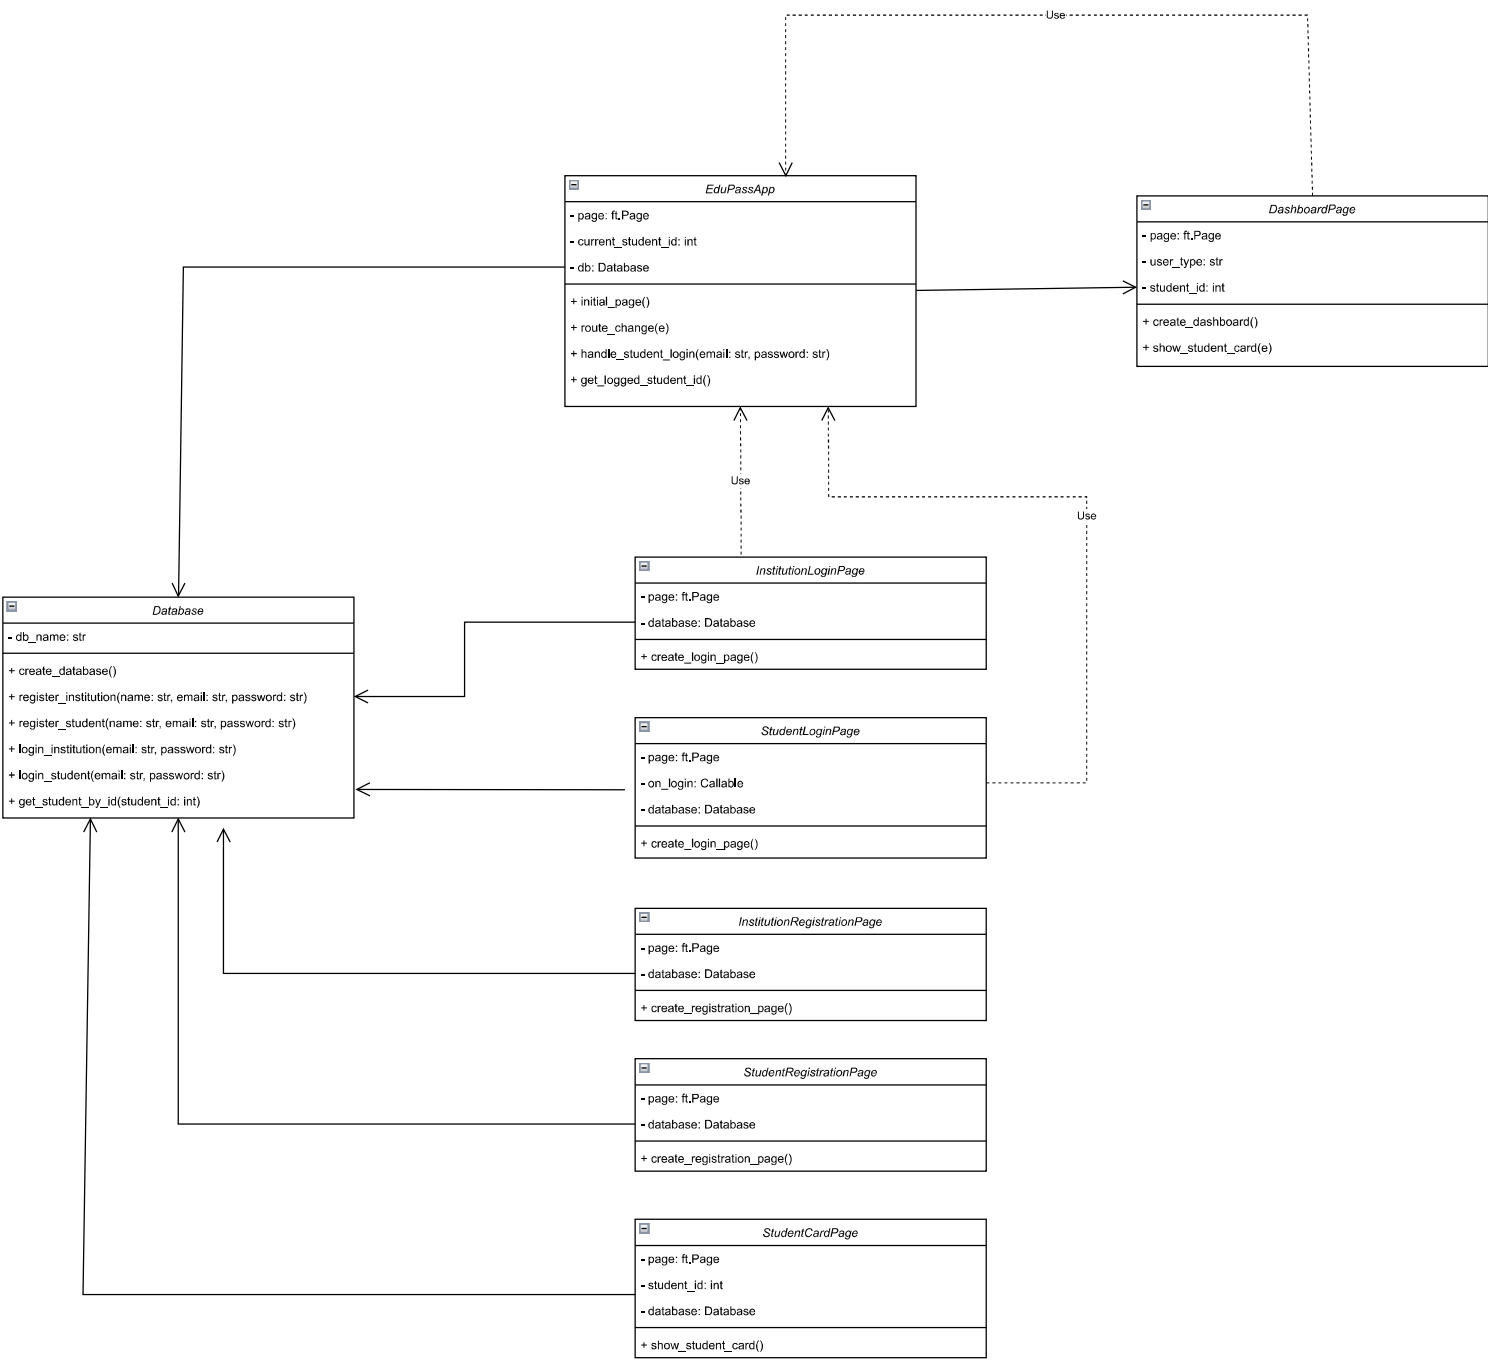 Use
EduPassApp
- page: ft.Page
- current_student_id: int
- db: Database
+ initial_page()
+ route_change(e)
+ handle_student_login(email: str, password: str)
+ get_logged_student_id()
DashboardPage
- page: ft.Page
- user_type: str
- student_id: int
+ create_dashboard()
+ show_student_card(e)
Use
Use
Database
- db_name: str
+ create_database()
+ register_institution(name: str, email: str, password: str)
+ register_student(name: str, email: str, password: str)
+ login_institution(email: str, password: str)
+ login_student(email: str, password: str)
+ get_student_by_id(student_id: int)
InstitutionLoginPage
- page: ft.Page
- database: Database
+ create_login_page()
StudentLoginPage
- page: ft.Page
- on_login: Callable
- database: Database
+ create_login_page()
InstitutionRegistrationPage
- page: ft.Page
- database: Database
+ create_registration_page()
StudentRegistrationPage
- page: ft.Page
- database: Database
+ create_registration_page()
StudentCardPage
- page: ft.Page
- student_id: int
- database: Database
+ show_student_card()